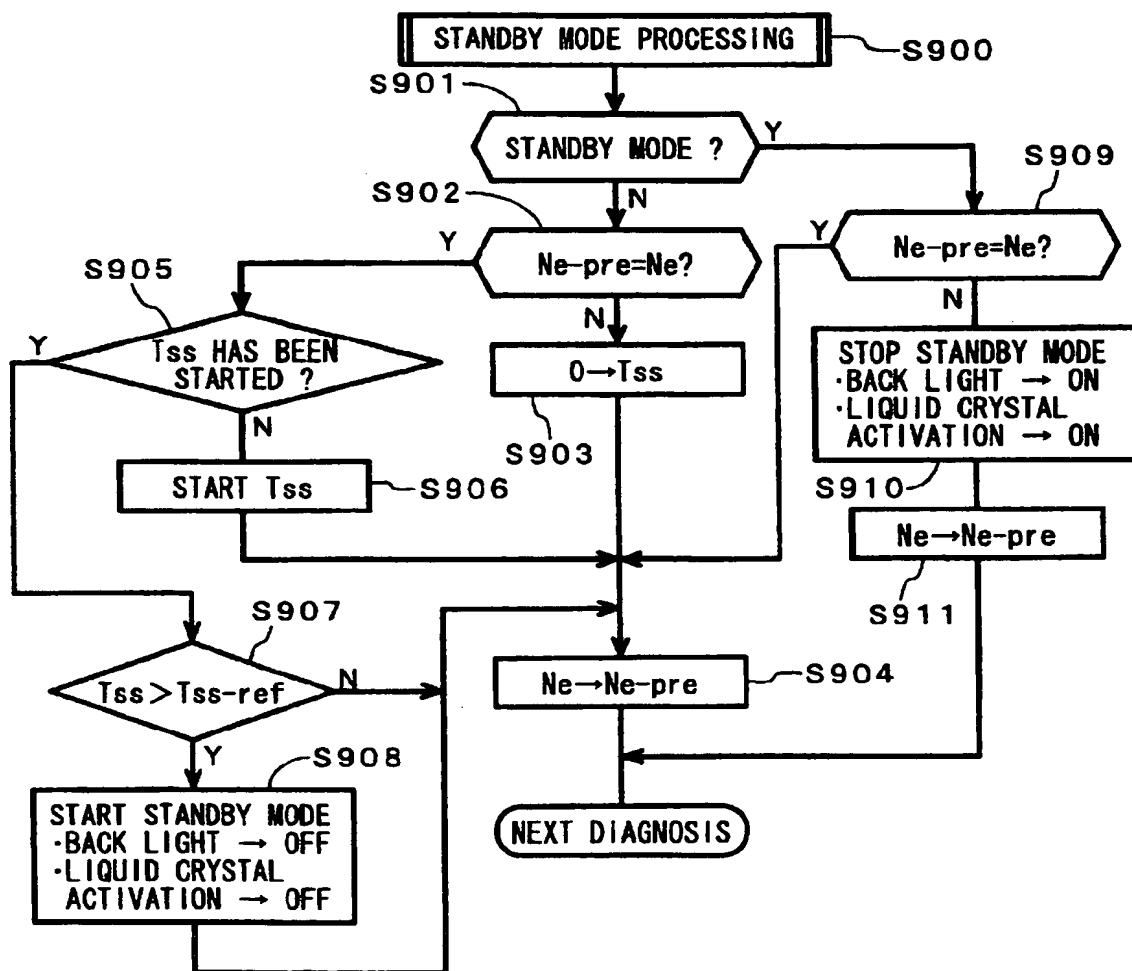 STANDBY MODE PROCESSING
S900
S901
STANDBY MODE ?
Y
N
S902
S909
Ne-pre=Ne?
Y
N
Ne-pre=Ne?
Y
N
S905
Tss HAS BEEN
STARTED ?
Y
N
0→Tss
S903
STOP STANDBY MODE
·BACK LIGHT → ON
·LIQUID CRYSTAL
ACTIVATION → ON
S910
START Tss
S906
Ne→Ne-pre
S911
S907
Tss>Tss-ref
N
Y
Ne→Ne-pre
S904
S908
START STANDBY MODE
·BACK LIGHT → OFF
·LIQUID CRYSTAL
ACTIVATION → OFF
NEXT DIAGNOSIS